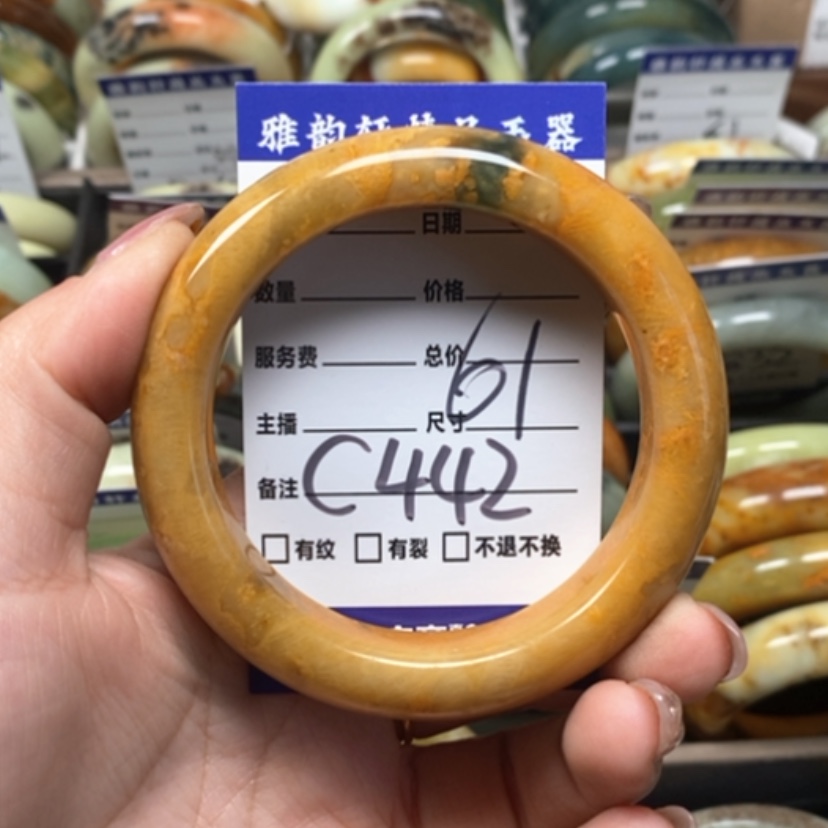 雅韵轩精品玉器
日期
数量 价格
服务费 总价
主播 尺寸 61
备注 C442
有纹 有裂 不退不换